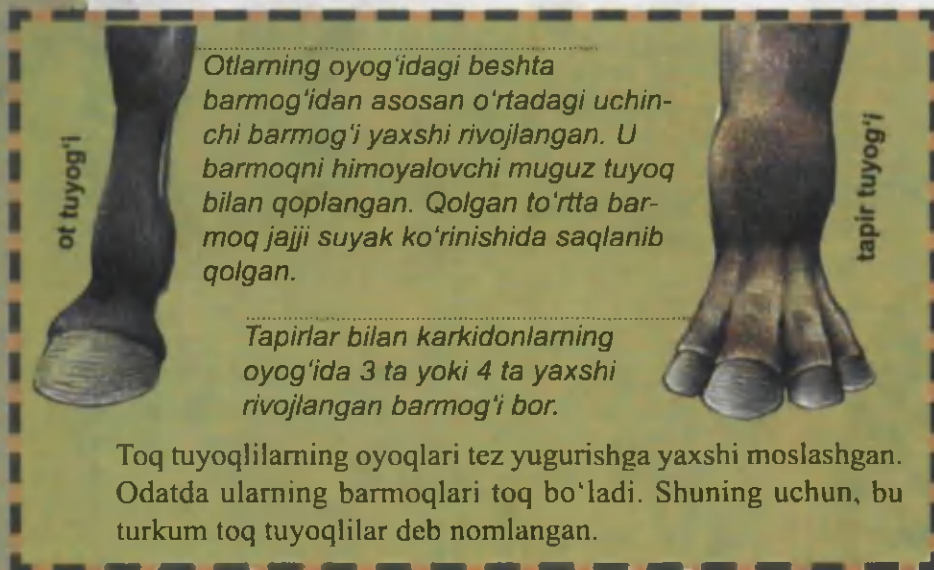 ot tuyog'i
Otlarning oyog'idagi beshta
barmog'idan asosan o'rtadagi uchin-
chi barmog'i yaxshi rivojlangan. U
barmoqni himoyalovchi muguz tuyoq
bilan qoplangan. Qolgan to'rtta bar-
moq jajji suyak ko'rinishida saqlanib
qolgan.
tapir tuyog'i
Tapirlar bilan karkidonlarning
oyog'ida 3 ta yoki 4 ta yaxshi
rivojlangan barmog'i bor.
Toq tuyoqlilarning oyoqlari tez yugurishga yaxshi moslashgan.
Odatda ularning barmoqlari toq bo'ladi. Shuning uchun, bu
turkum toq tuyoqlilar deb nomlangan.